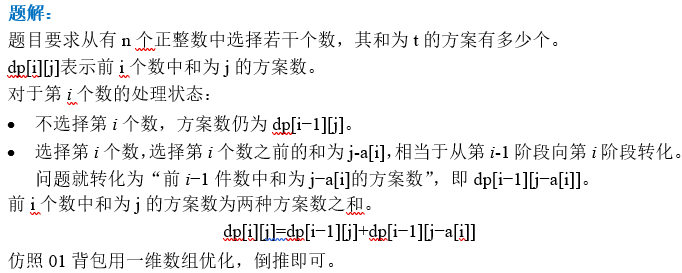 题解：
题目要求从有 n 个正整数中选择若干个数，其和为 t 的方案有多少个。
dp[i][j]表示前 i 个数中和为 j 的方案数。
对于第 i 个数的处理状态：
• 不选择第 i 个数，方案数仍为 dp[i−1][j]。
• 选择第 i 个数，选择第 i 个数之前的和为 j-a[i]，相当于从第 i-1 阶段向第 i 阶段转化。
问题就转化为“前 i−1 件数中和为 j−a[i]的方案数”，即 dp[i−1][j−a[i]]。
前 i 个数中和为 j 的方案数为两种方案数之和。
dp[i][j]=dp[i−1][j]+dp[i−1][j−a[i]]
仿照 01 背包用一维数组优化，倒推即可。